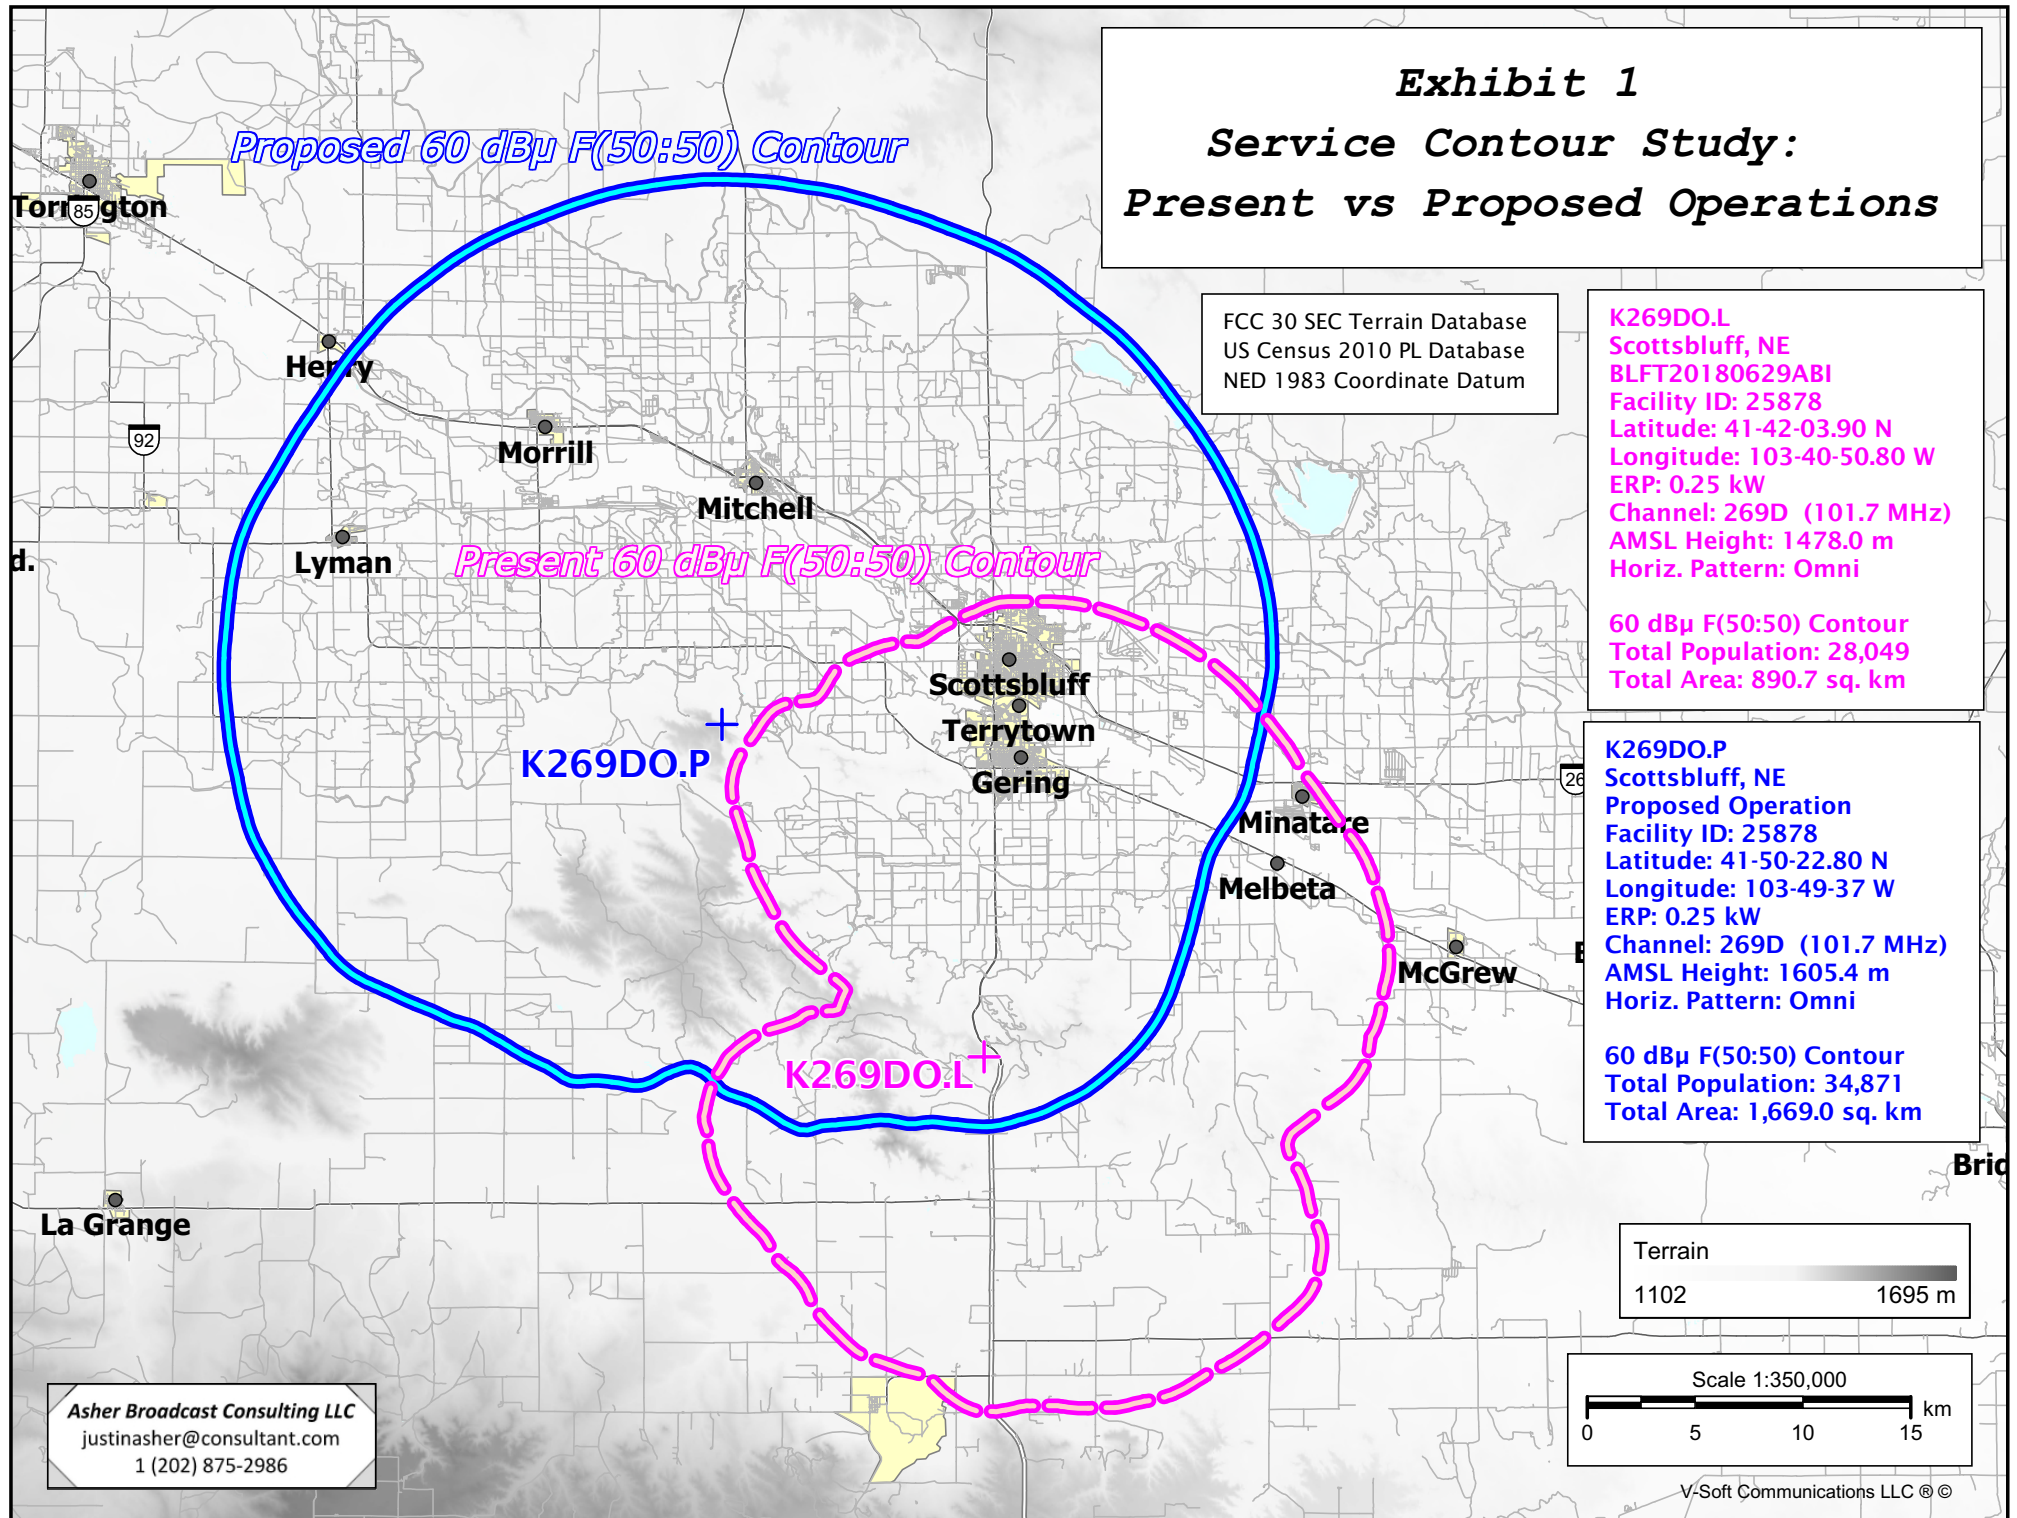 Exhibit 1
Service Contour Study:
Present vs Proposed Operations
Proposed 60 dBµ F(50:50) Contour
Torrington
85
FCC 30 SEC Terrain Database
US Census 2010 PL Database
NED 1983 Coordinate Datum
K269DO.L
Scottsbluff, NE
BLFT20180629ABI
Facility ID: 25878
Latitude: 41-42-03.90 N
Longitude: 103-40-50.80 W
ERP: 0.25 kW
Channel: 269D (101.7 MHz)
AMSL Height: 1478.0 m
Horiz. Pattern: Omni
60 dBµ F(50:50) Contour
Total Population: 28,049
Total Area: 890.7 sq. km
Henry
92
Morrill
Mitchell
d.
Lyman
Present 60 dBµ F(50:50) Contour
Scottsbluff
Terrytown
K269DO.P
Gering
26
Minatare
Melbeta
McGrew
K269DO.P
Scottsbluff, NE
Proposed Operation
Facility ID: 25878
Latitude: 41-50-22.80 N
Longitude: 103-49-37 W
ERP: 0.25 kW
Channel: 269D (101.7 MHz)
AMSL Height: 1605.4 m
Horiz. Pattern: Omni
60 dBµ F(50:50) Contour
Total Population: 34,871
Total Area: 1,669.0 sq. km
K269DO.L
Brid
La Grange
Terrain
1102 1695 m
Scale 1:350,000
km
0 5 10 15
Asher Broadcast Consulting LLC
justinasher@consultant.com
1 (202) 875-2986
V-Soft Communications LLC ® ©